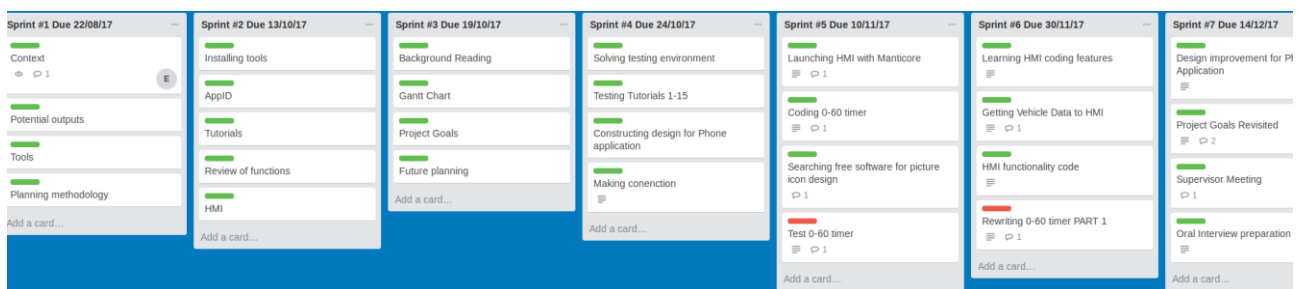 Sprint #1 Due 22/08/17
Context
1
E
Potential outputs
Tools
Planning methodology
Add a card...
Sprint #2 Due 13/10/17
Installing tools
AppID
Tutorials
Review of functions
HMI
Add a card...
Sprint #3 Due 19/10/17
Background Reading
Gantt Chart
Project Goals
Future planning
Add a card...
Sprint #4 Due 24/10/17
Solving testing environment
Testing Tutorials 1-15
Constructing design for Phone
application
Making conenction
Add a card...
Sprint #5 Due 10/11/17
Launching HMI with Manticore
1
Coding 0-60 timer
1
Searching free software for picture
icon design
1
Test 0-60 timer
1
Add a card...
Sprint #6 Due 30/11/17
Learning HMI coding features
Getting Vehicle Data to HMI
1
HMI functionality code
Rewriting 0-60 timer PART 1
1
Add a card...
Sprint #7 Due 14/12/17
Design improvement for
Application
Project Goals Revisited
2
Supervisor Meeting
1
Oral Interview preparation
Add a card...